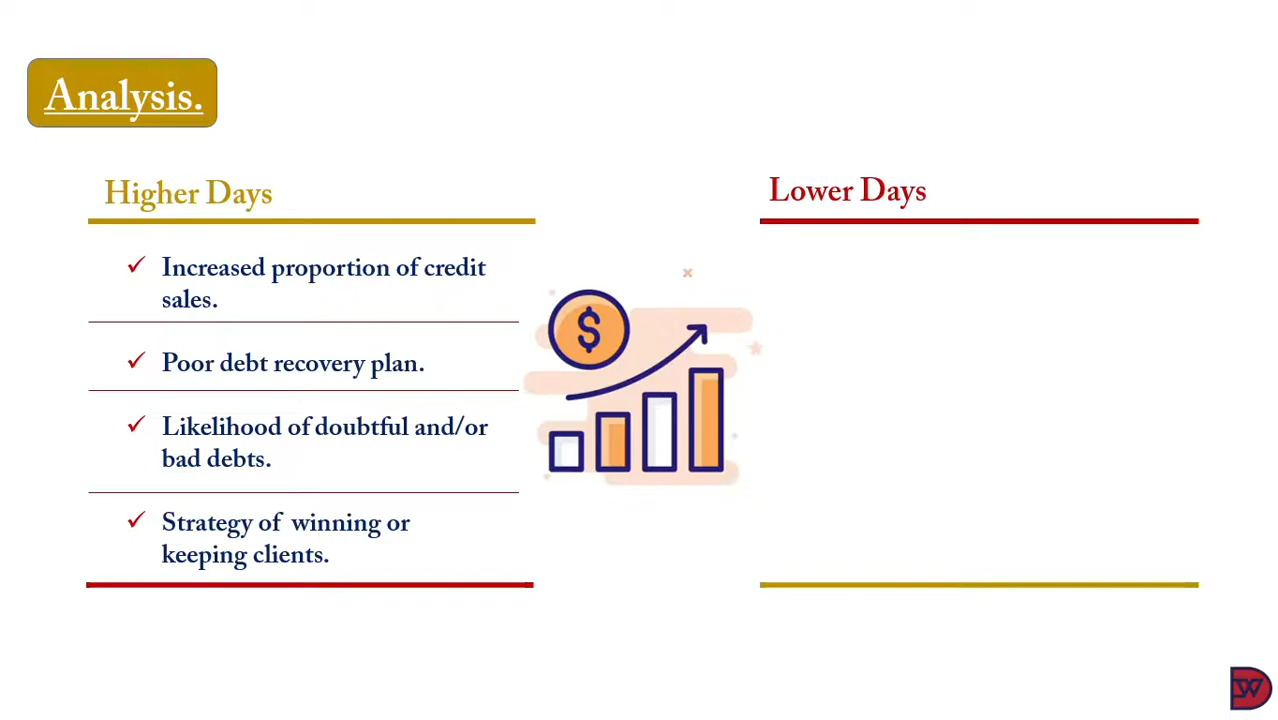 Analysis.
Higher Days
Increased proportion of credit
sales.
Poor debt recovery plan.
Likelihood of doubtful and/or
bad debts.
Strategy of winning or
keeping clients.
Lower Days
$
DW